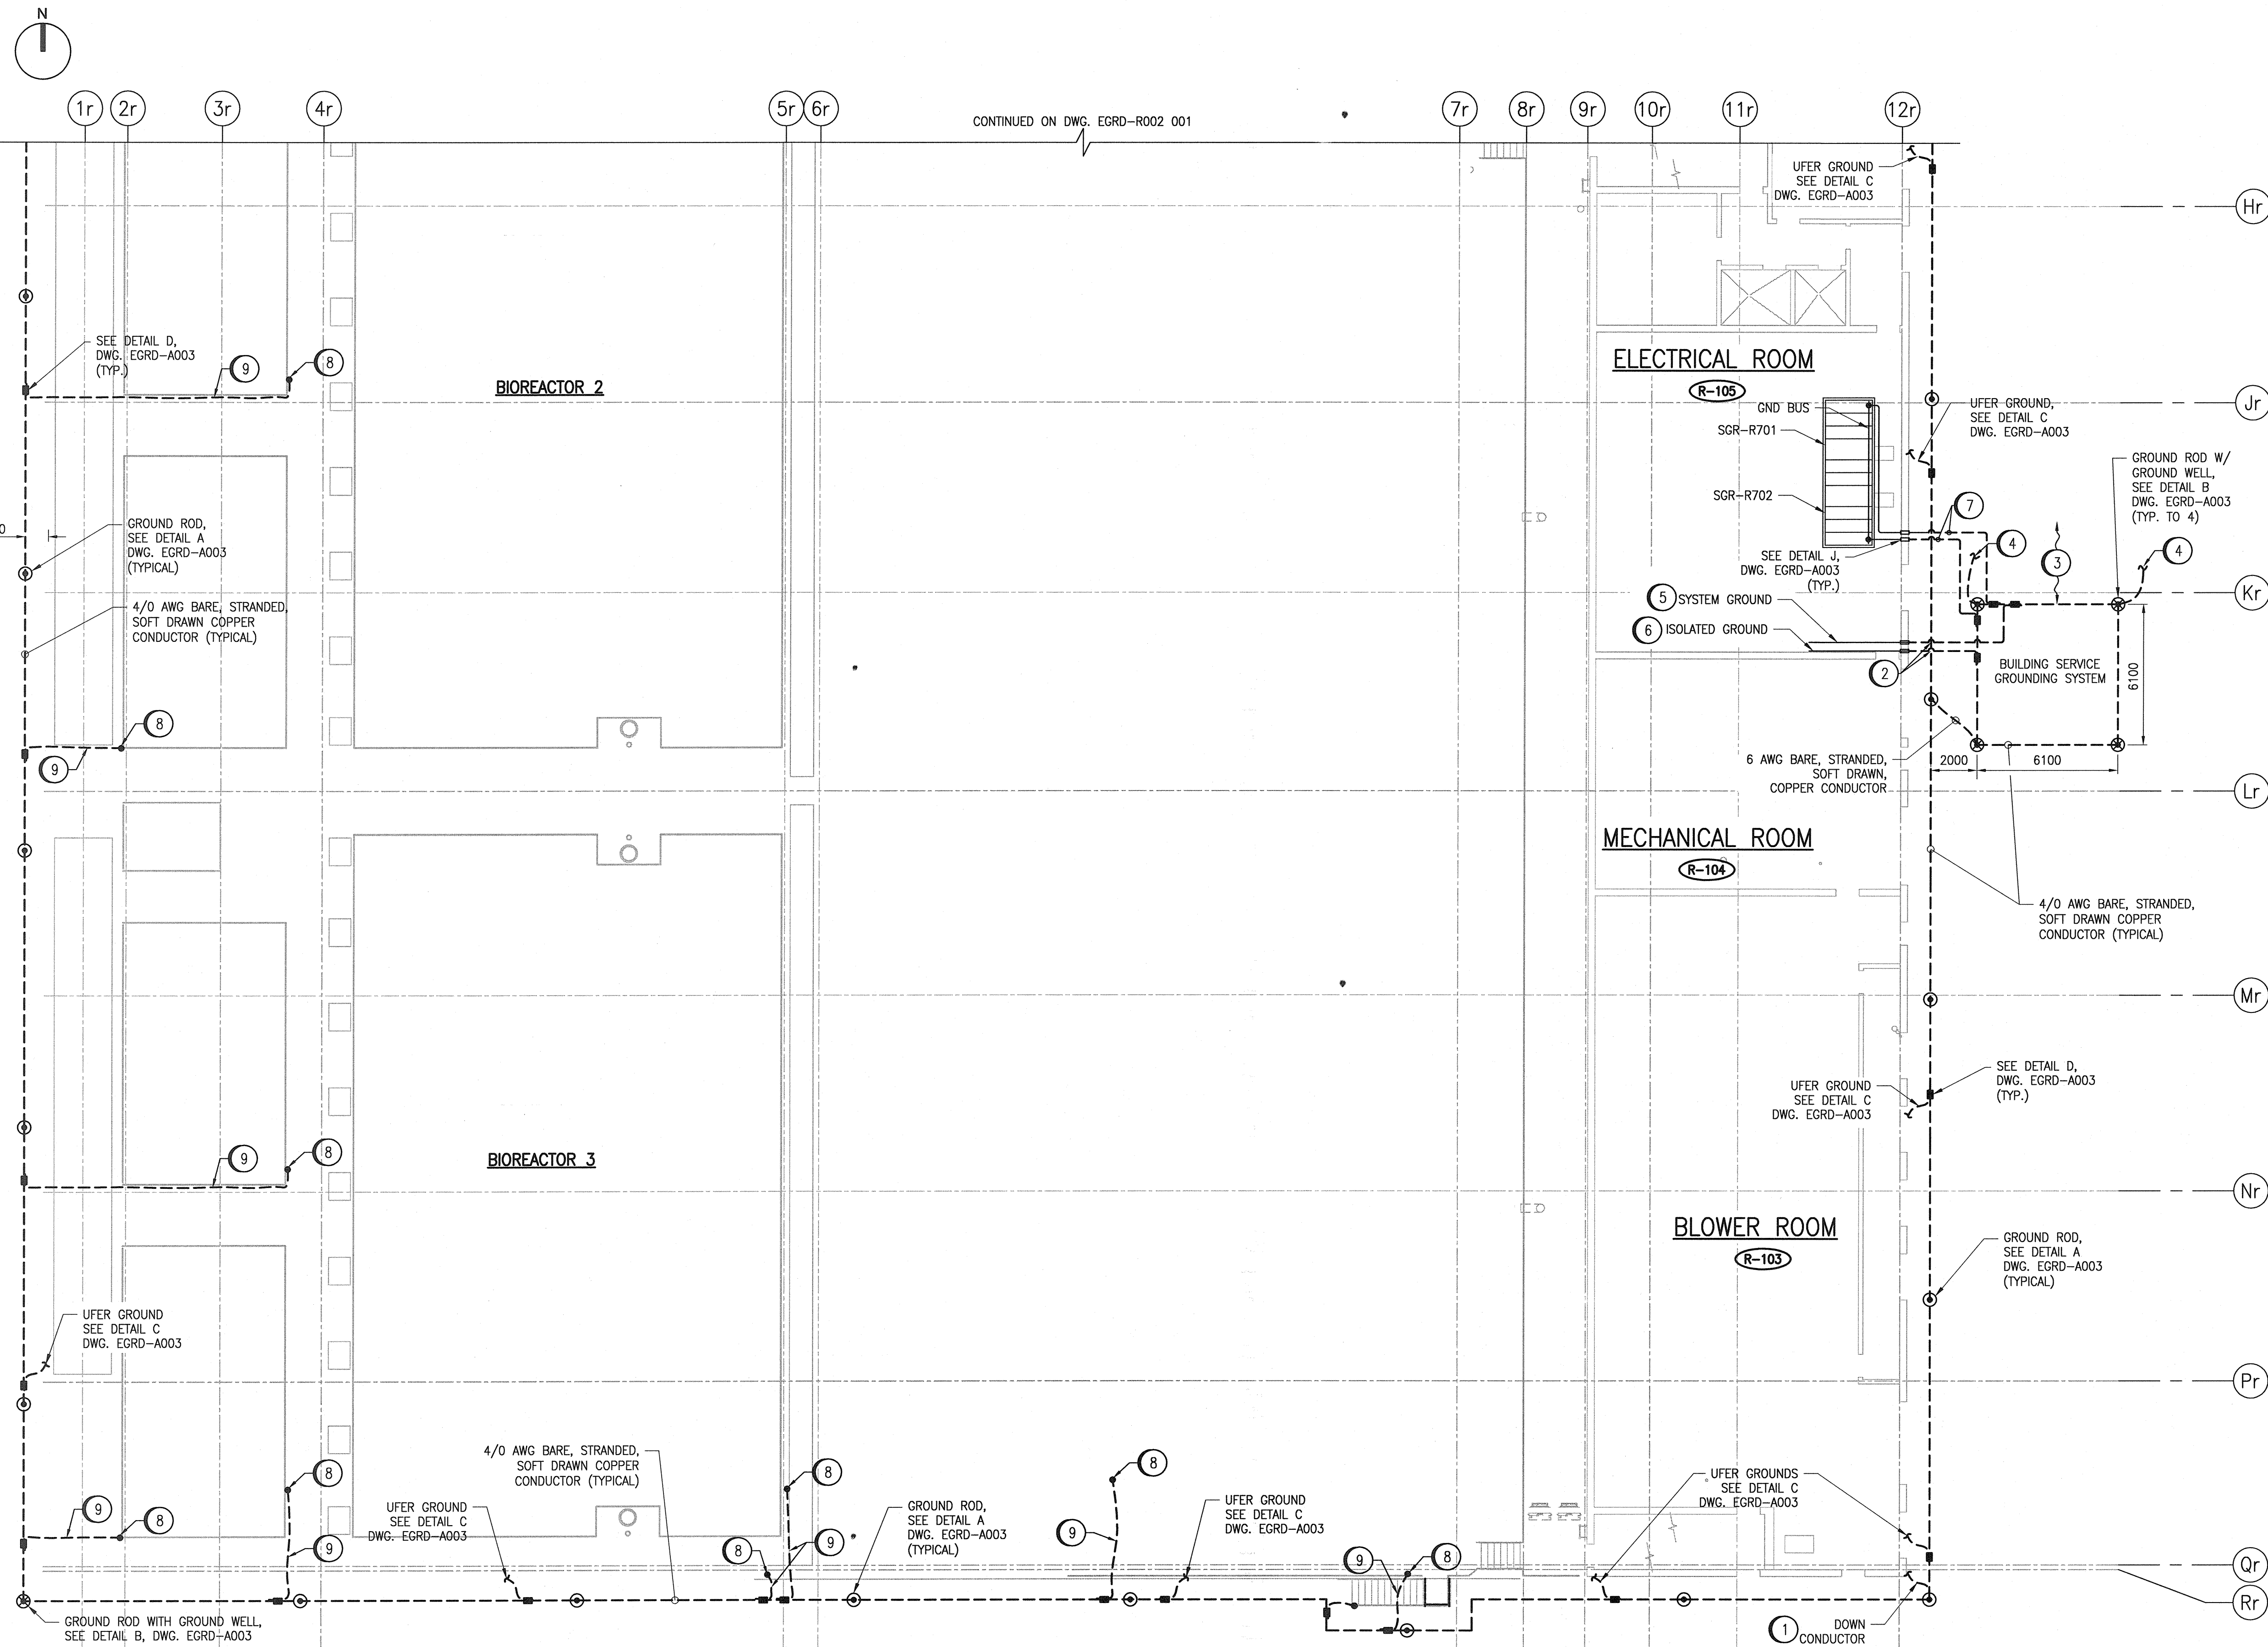 N
1r 2r 3r 4r 5r 6r 7r 8r 9r 10r 11r 12r
CONTINUED ON DWG. EGRD-R002 001
UFER GROUND
SEE DETAIL C
DWG. EGRD-A003
Hr
SEE DETAIL D,
DWG. EGRD-A003
(TYP.)
9
8
BIOREACTOR 2
ELECTRICAL ROOM
R-105
GND BUS
SGR-R701
SGR-R702
Jr
UFER GROUND,
SEE DETAIL C
DWG. EGRD-A003
GROUND ROD W/
GROUND WELL,
SEE DETAIL B
DWG. EGRD-A003
(TYP. TO 4)
7
4
3
4
0
GROUND ROD,
SEE DETAIL A
DWG. EGRD-A003
(TYPICAL)
SEE DETAIL J,
DWG. EGRD-A003
(TYP.)
Kr
4/0 AWG BARE, STRANDED,
SOFT DRAWN COPPER
CONDUCTOR (TYPICAL)
5 SYSTEM GROUND
6 ISOLATED GROUND
2
BUILDING SERVICE
GROUNDING SYSTEM
6100
8
9
6 AWG BARE, STRANDED,
SOFT DRAWN,
COPPER CONDUCTOR
2000
6100
Lr
MECHANICAL ROOM
R-104
4/0 AWG BARE, STRANDED,
SOFT DRAWN COPPER
CONDUCTOR (TYPICAL)
Mr
SEE DETAIL D,
DWG. EGRD-A003
(TYP.)
UFER GROUND
SEE DETAIL C
DWG. EGRD-A003
9
8
BIOREACTOR 3
Nr
BLOWER ROOM
R-103
GROUND ROD,
SEE DETAIL A
DWG. EGRD-A003
(TYPICAL)
UFER GROUND
SEE DETAIL C
DWG. EGRD-A003
Pr
4/0 AWG BARE, STRANDED,
SOFT DRAWN COPPER
CONDUCTOR (TYPICAL)
8
8
8
UFER GROUNDS
SEE DETAIL C
DWG. EGRD-A003
9
8
UFER GROUND
SEE DETAIL C
DWG. EGRD-A003
GROUND ROD,
SEE DETAIL A
DWG. EGRD-A003
(TYPICAL)
UFER GROUND
SEE DETAIL C
DWG. EGRD-A003
9
8
9
9
9
8
Qr
Rr
GROUND ROD WITH GROUND WELL,
SEE DETAIL B, DWG. EGRD-A003
1 DOWN
CONDUCTOR